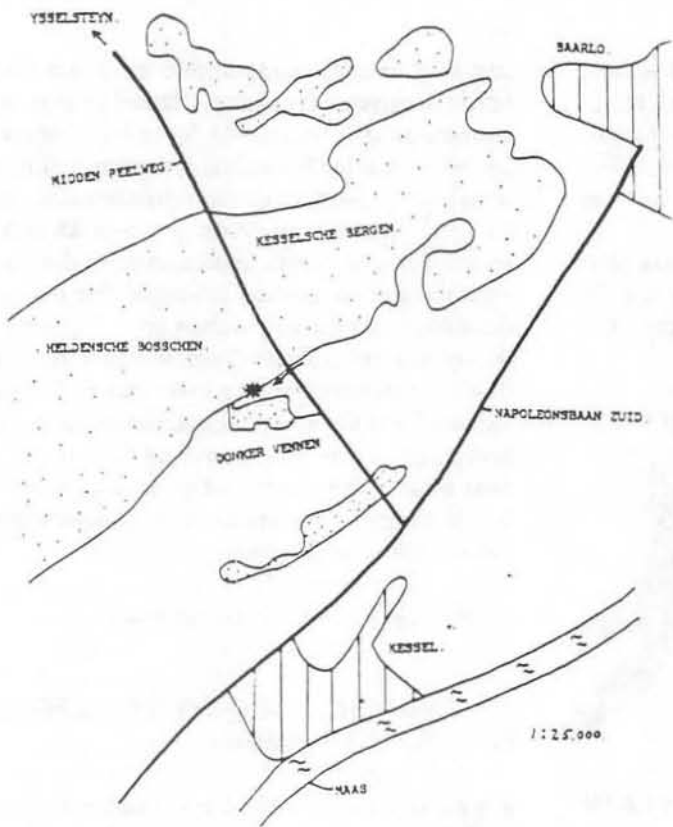 YSSELSTEYN.
BAARLO.
MIDDEN PEELWEG.
KESSELSCHE BERGEN
HELDENSCHE BOSSCHEN.
NAPOLEONSBAAN ZUID.
DONKER VENNEN
KESSEL.
1:25,000.
MAAS